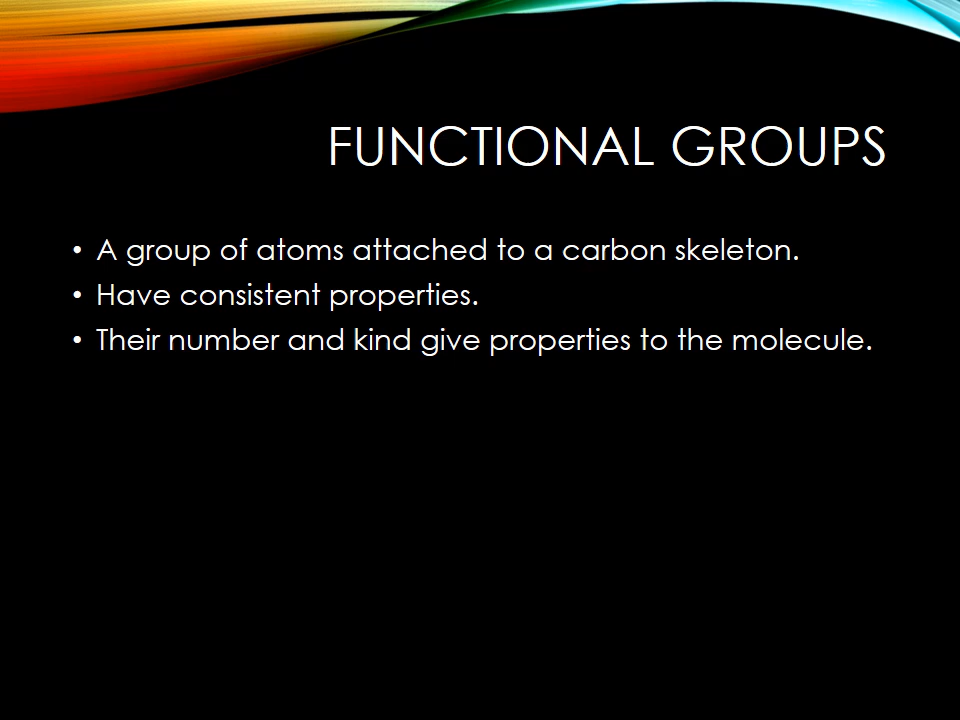 FUNCTIONAL GROUPS
• A group of atoms attached to a carbon skeleton.
• Have consistent properties.
• Their number and kind give properties to the molecule.